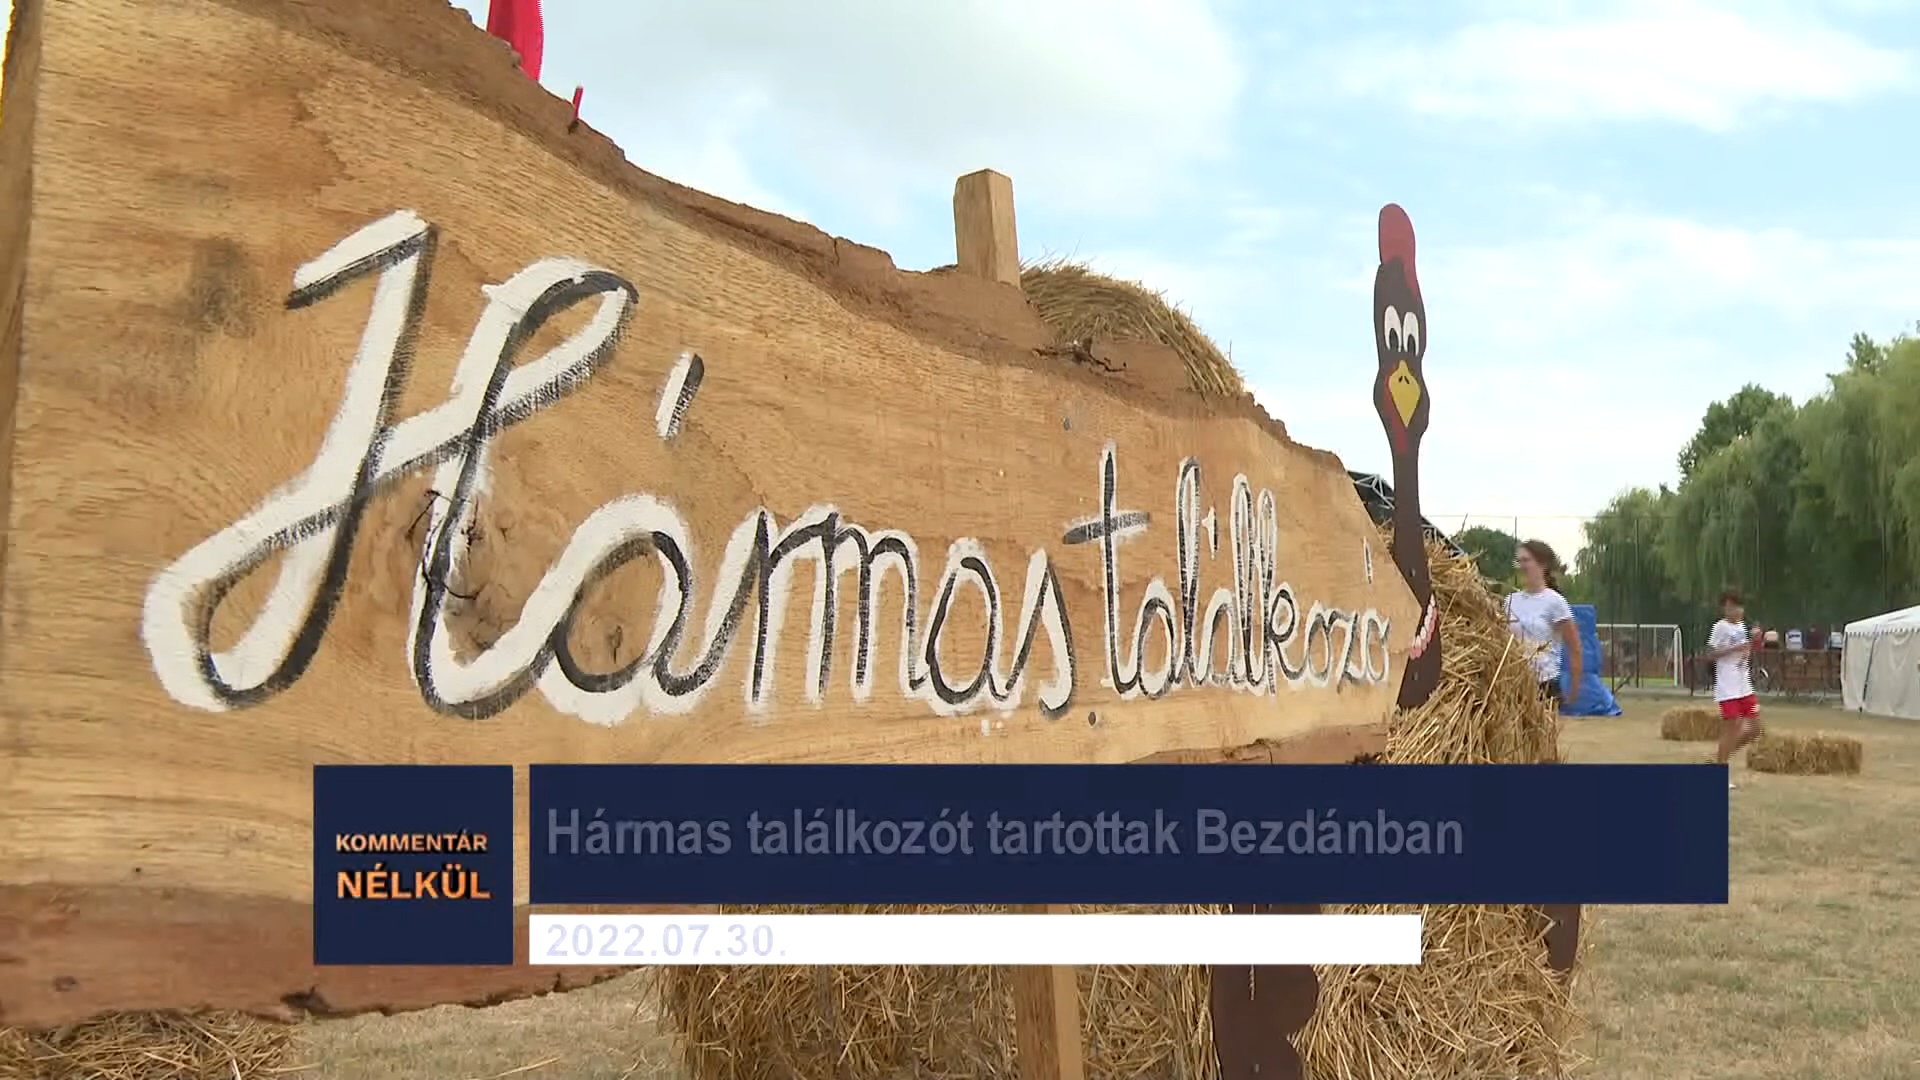 Hármas találkozó
KOMMENTÁR
NÉLKÜL
Hármas találkozót tartottak Bezdánban
2022.07.30.